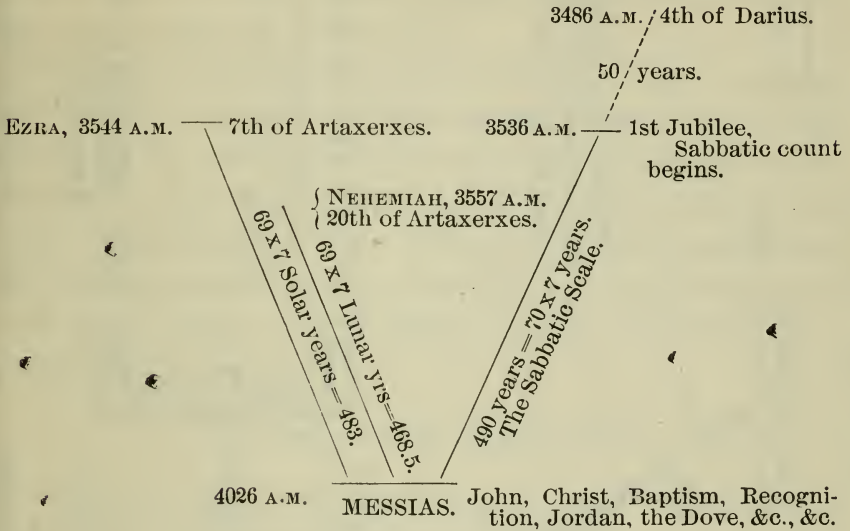 3486 A.M. 4th of Darius.
50 years.
EZRA, 3544 A.M. — 7th of Artaxerxes.
3536 A.M. — 1st Jubilee,
Sabbatic count
begins.
{ NEHEMIAH, 3557 A.M.
20th of Artaxerxes.
69 x 7 Solar years = 483.
69 x 7 Lunar yrs = 468.5.
490 years = 70 x 7 years.
The Sabbatic Scale.
4026 A.M.
MESSIAS.
John, Christ, Baptism, Recogni-
tion, Jordan, the Dove, &c., &c.